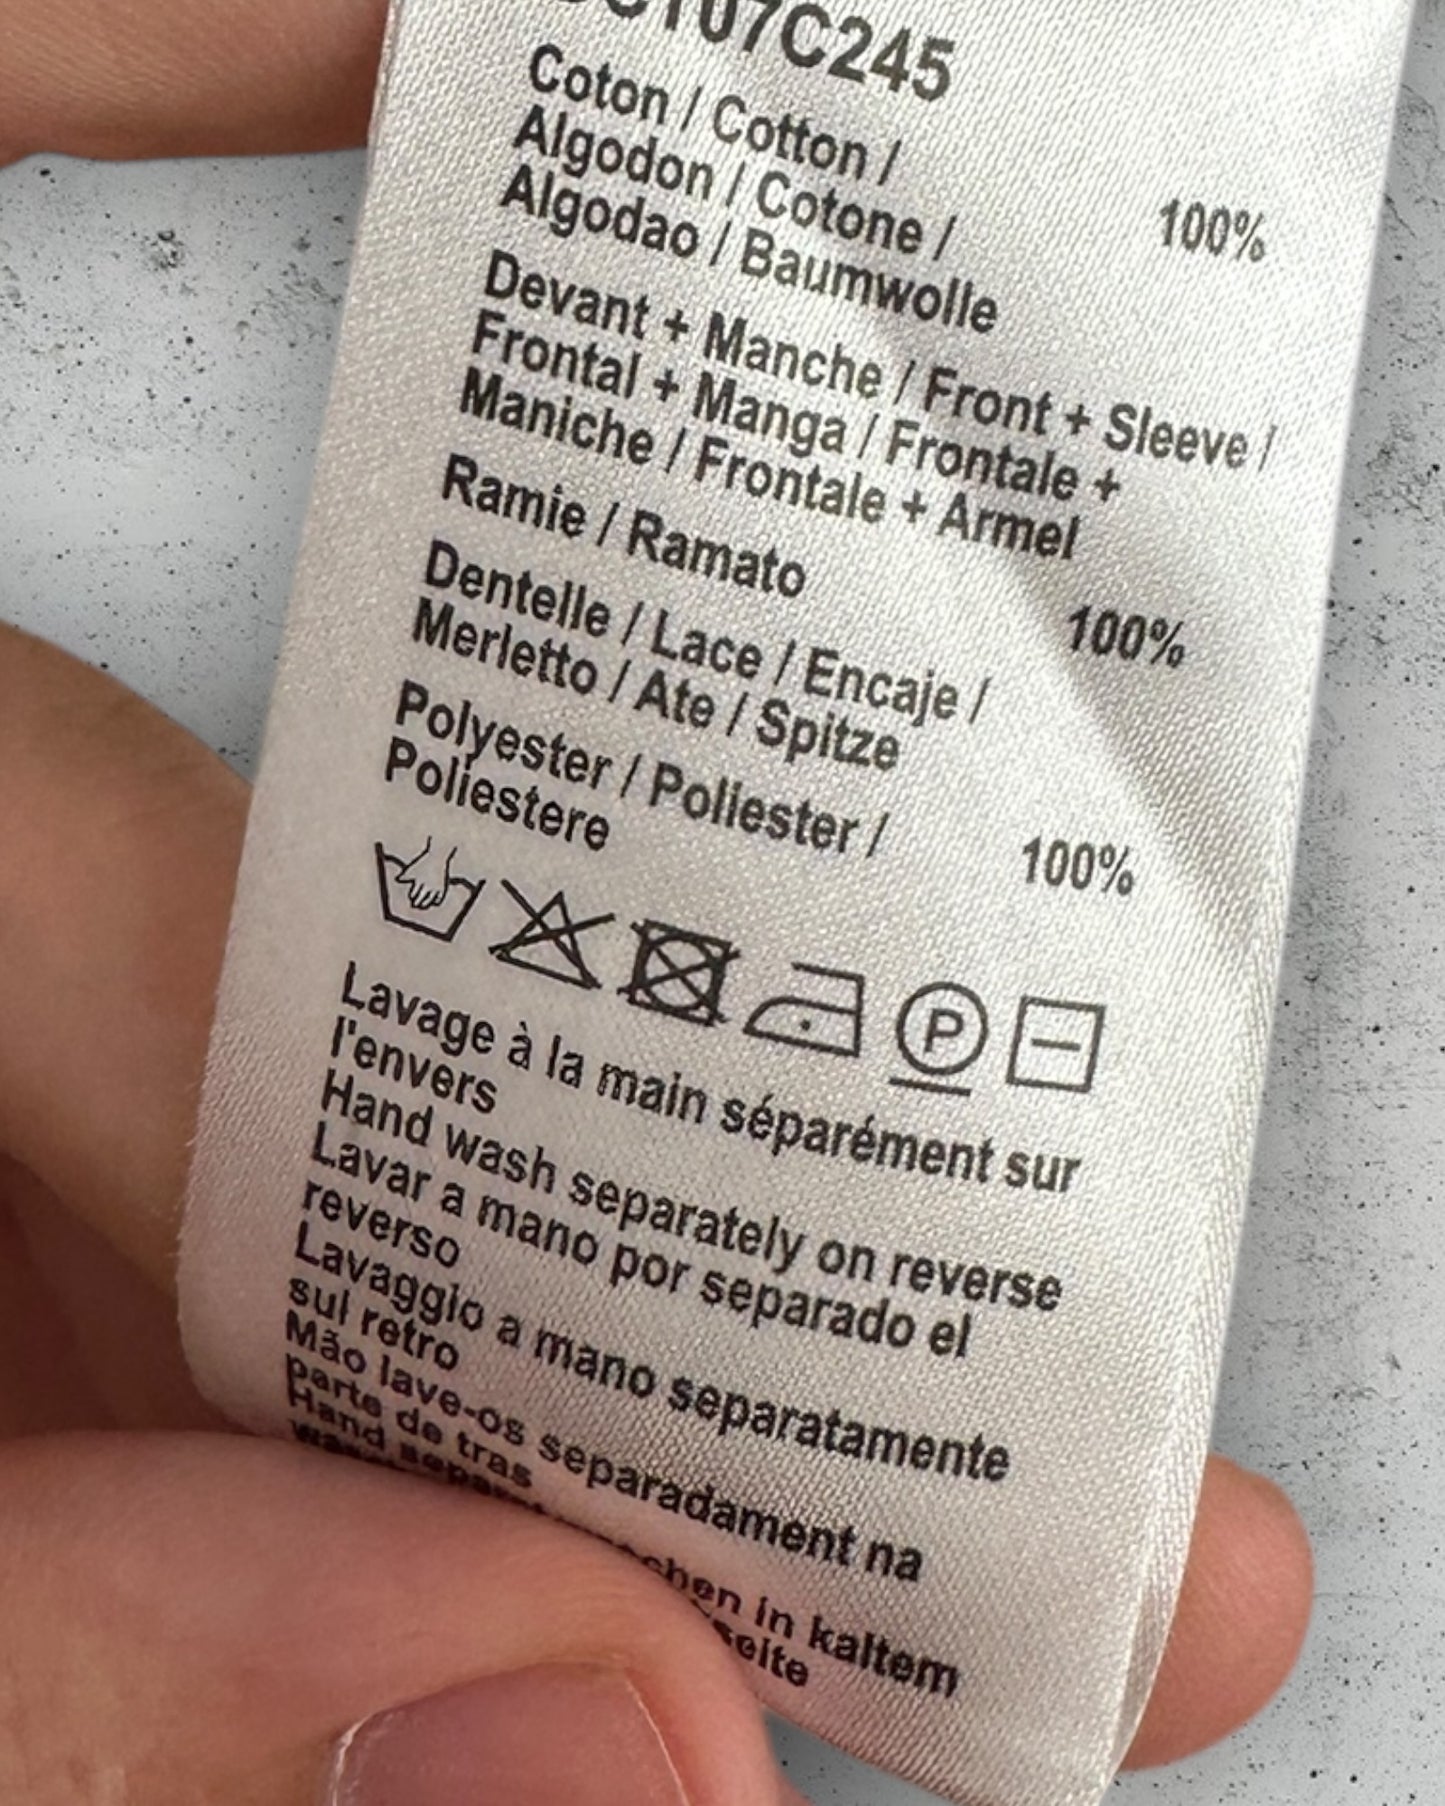 07C245
Coton / Cotton /
Algodon / Cotone /
Algodao / Baumwolle 100%
Devant + Manche / Front + Sleeve /
Frontal + Manga / Frontale +
Maniche / Frontale + Armel
Ramie / Ramato 100%
Dentelle / Lace / Encaje /
Merletto / Ate / Spitze
Polyester / Poliester /
Poliestere 100%
P
Lavage à la main séparément sur
l'envers
Hand wash separately on reverse
Lavar a mano por separado el
reverso
Lavaggio a mano separatamente
sul retro
Mão lave-os separadament na
parte de tras
Hand in kaltem